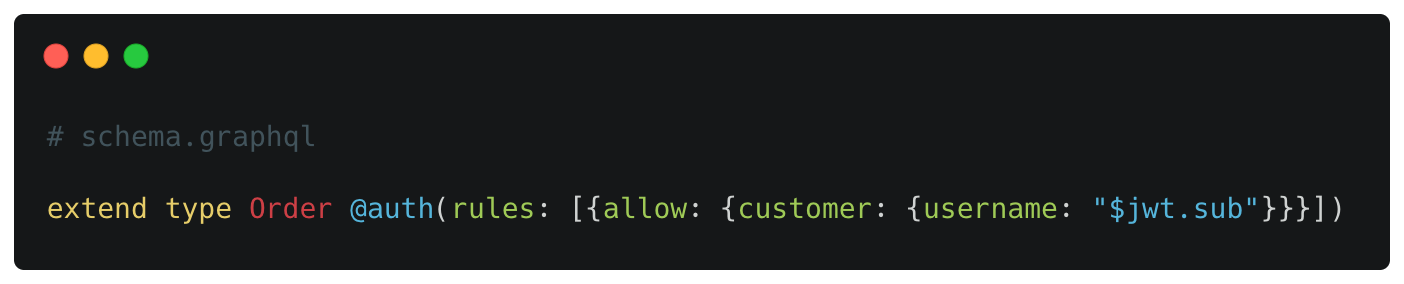 # schema.graphql
extend type Order @auth(rules: [{allow: {customer: {username: "$jwt.sub"}}}])